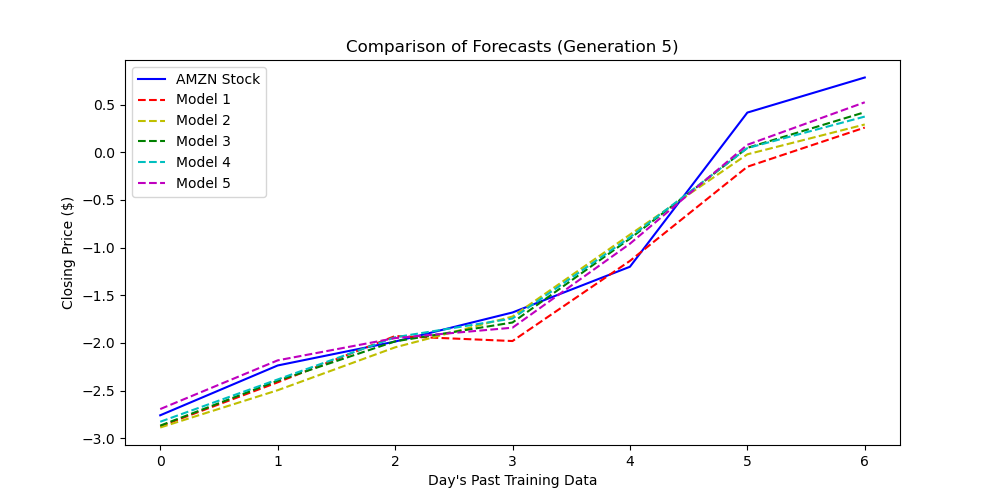 Comparison of Forecasts (Generation 5)
AMZN Stock
Model 1
Model 2
Model 3
Model 4
Model 5
Closing Price ($)
0.5
0.0
−0.5
−1.0
−1.5
−2.0
−2.5
−3.0
0 1 2 3 4 5 6
Day's Past Training Data